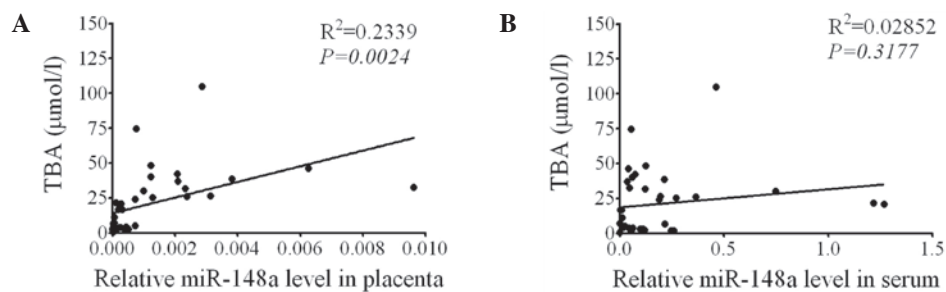 A
R²=0.2339
P=0.0024
TBA (μmol/l)
150
125
100
75
50
25
0
0.000 0.002 0.004 0.006 0.008 0.010
Relative miR-148a level in placenta
B
R²=0.02852
P=0.3177
TBA (μmol/l)
150
125
100
75
50
25
0
0.0 0.5 1.0 1.5
Relative miR-148a level in serum